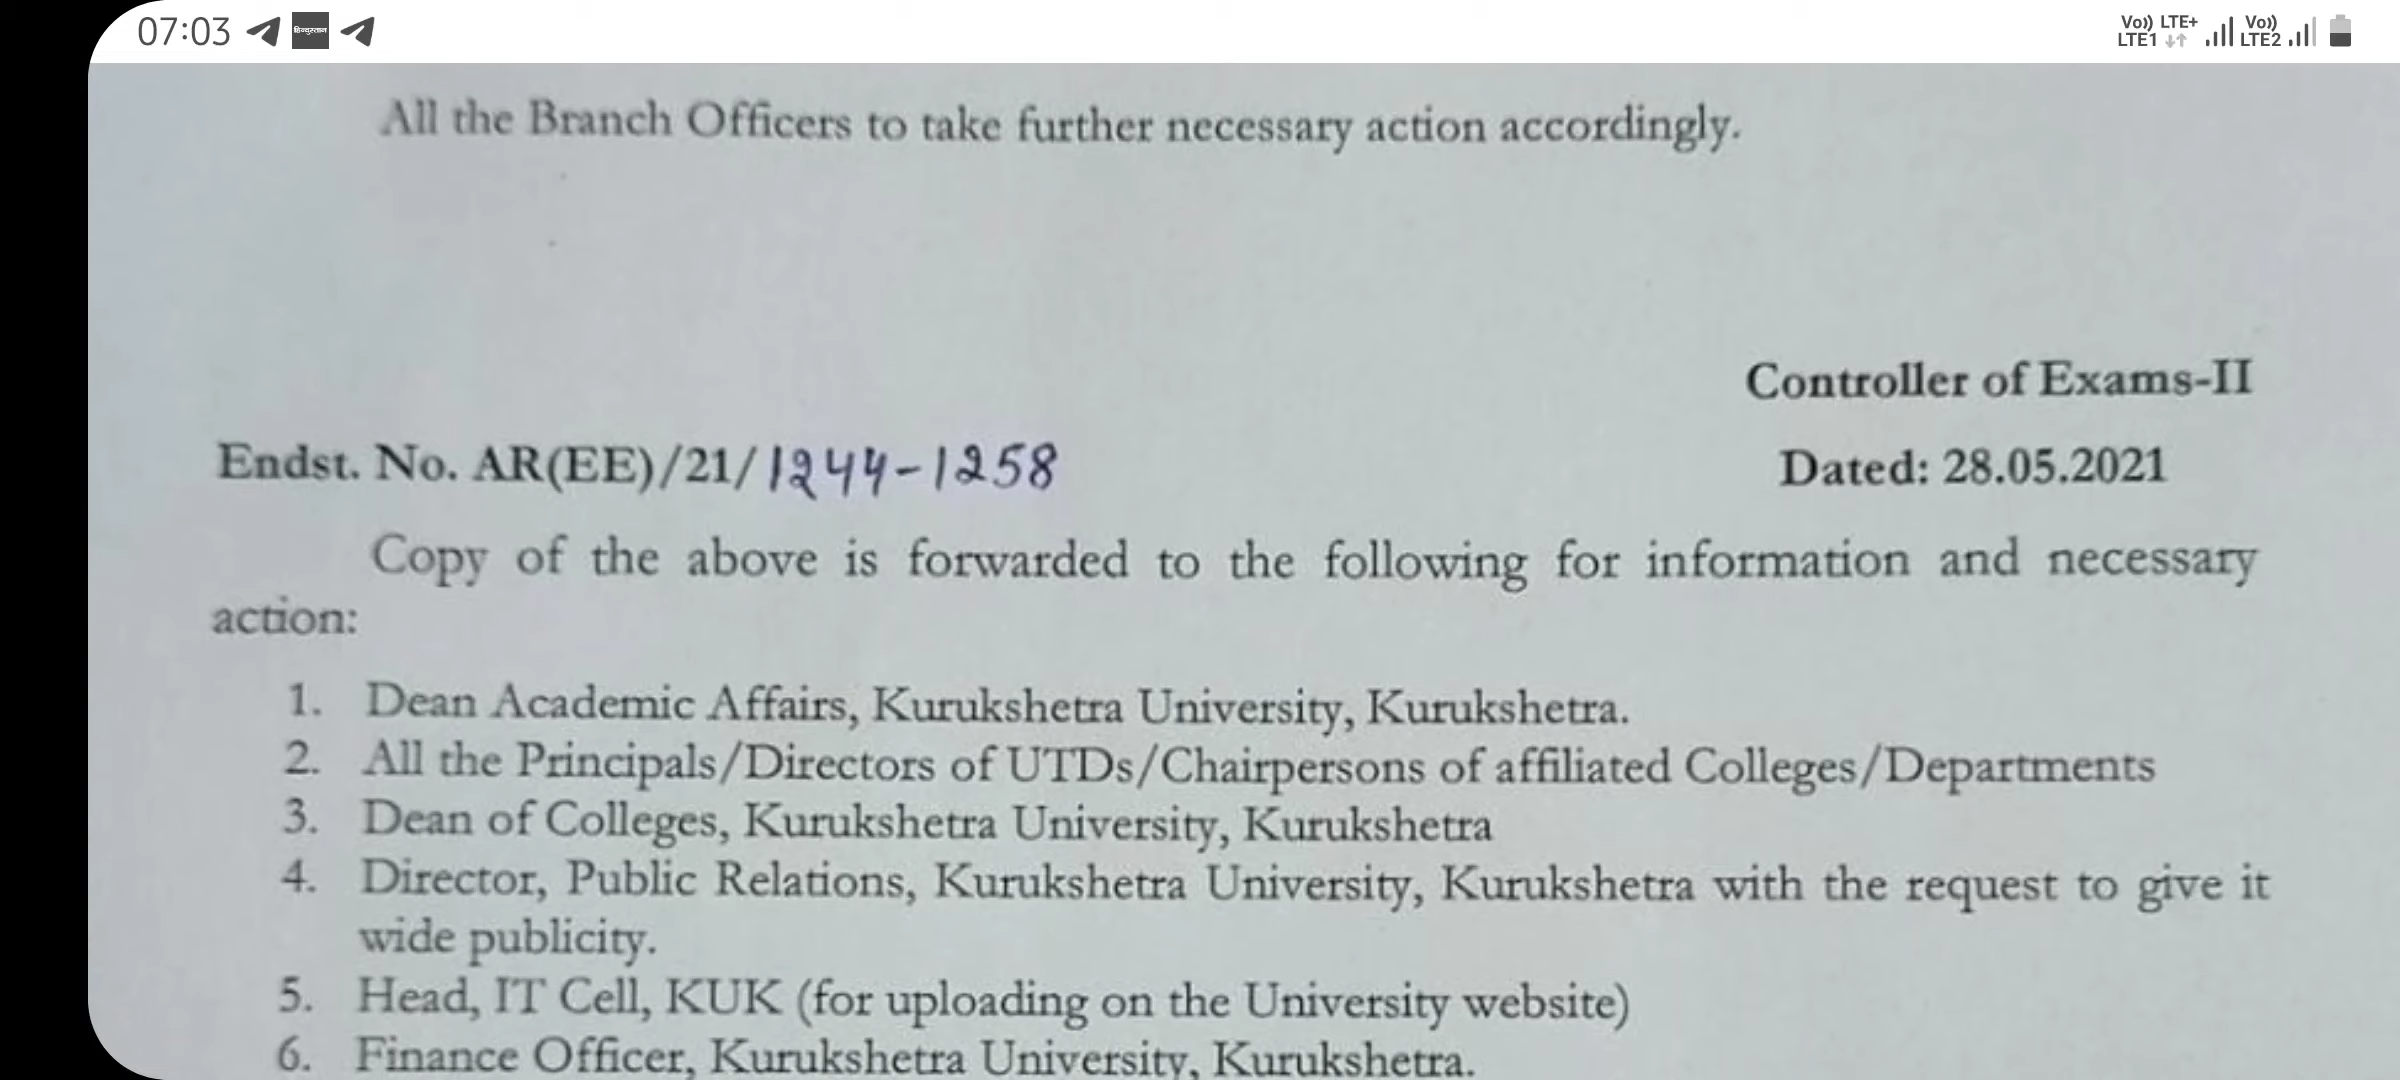 07:03 हिन्दुस्तान Vo)) LTE+ LTE1 Vo)) LTE2
All the Branch Officers to take further necessary action accordingly.
Controller of Exams-II
Endst. No. AR(EE)/21/1244-1258 Dated: 28.05.2021
Copy of the above is forwarded to the following for information and necessary
action:
1. Dean Academic Affairs, Kurukshetra University, Kurukshetra.
2. All the Principals/Directors of UTDs/Chairpersons of affiliated Colleges/Departments
3. Dean of Colleges, Kurukshetra University, Kurukshetra
4. Director, Public Relations, Kurukshetra University, Kurukshetra with the request to give it
wide publicity.
5. Head, IT Cell, KUK (for uploading on the University website)
6. Finance Officer, Kurukshetra University, Kurukshetra.